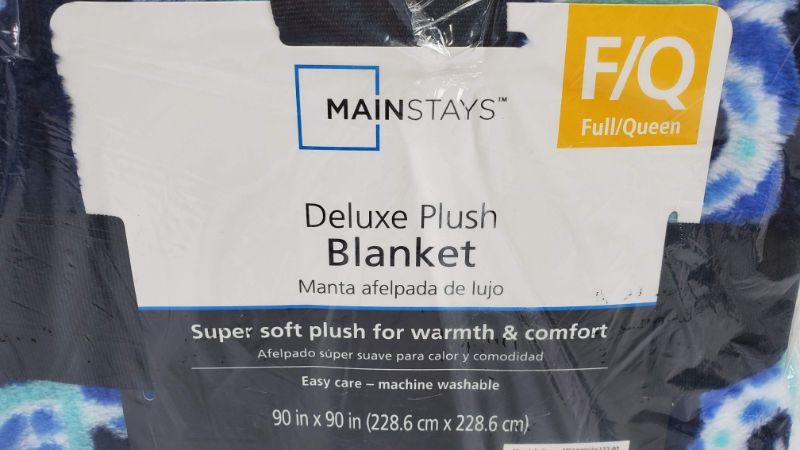 F/Q
Full/Queen
MAINSTAYS™
Deluxe Plush
Blanket
Manta afelpada de lujo
Super soft plush for warmth & comfort
Afelpado súper suave para calor y comodidad
Easy care – machine washable
90 in x 90 in (228.6 cm x 228.6 cm)